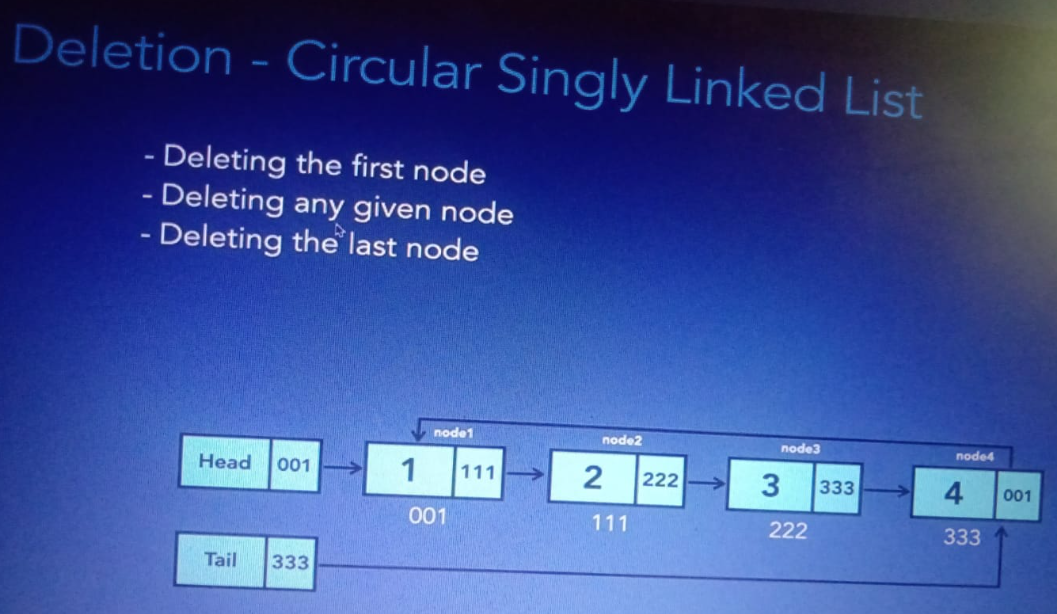 Deletion - Circular Singly Linked List
- Deleting the first node
- Deleting any given node
- Deleting the last node
node1 node2 node3 node4
Head 001 1 111 2 222 3 333 4 001
001 111 222 333
Tail 333